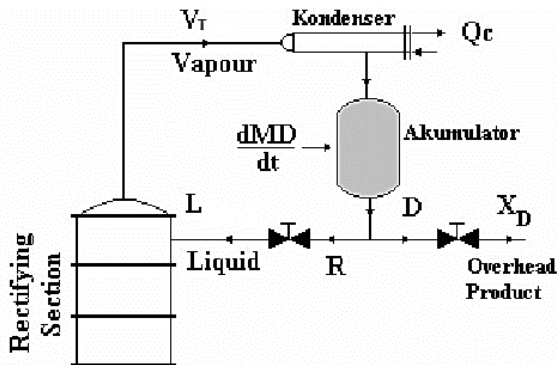 V_T
Vapour
Kondenser
Qc
dMD
dt
Akumulator
L
D
X_D
Liquid
R
Overhead
Product
Rectifying
Section